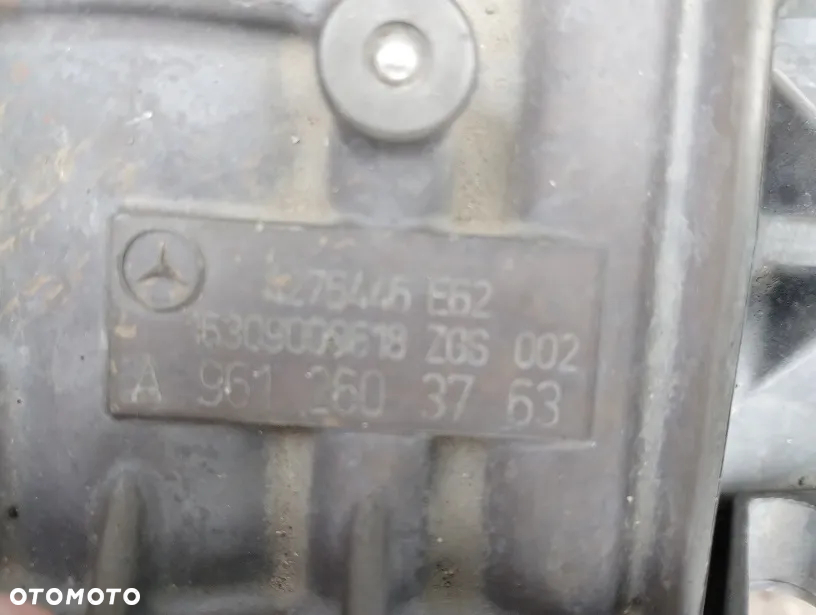 4275446 E62
16309009618 ZGS 002
A 961 260 37 63
OTOMOTO